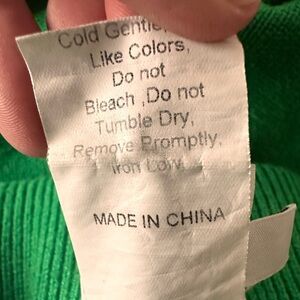 Cold Gentle,
Like Colors,
Do not
Bleach ,Do not
Tumble Dry,
Remove Promptly,
Iron Low
MADE IN CHINA